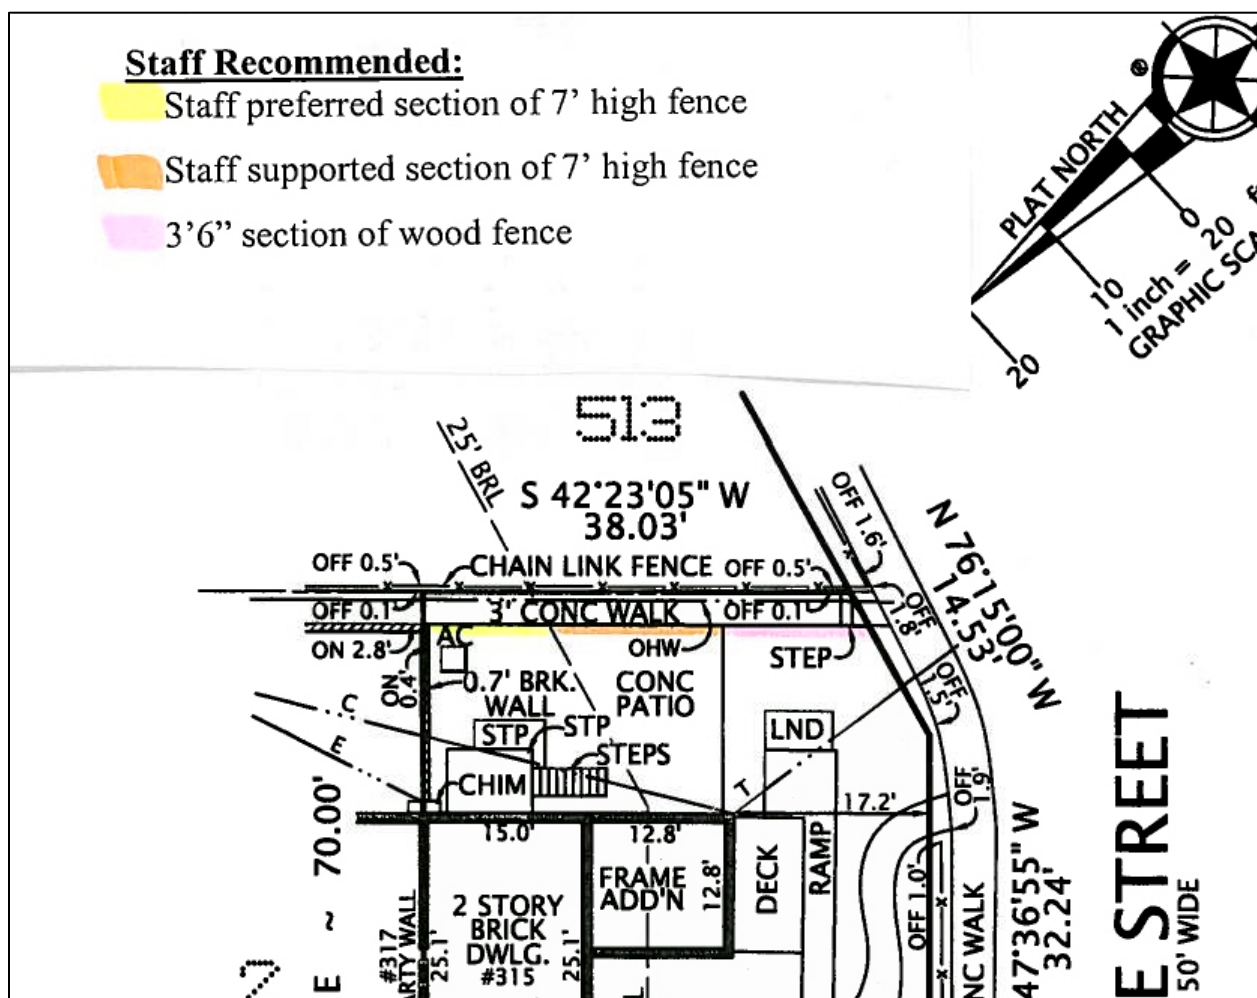 Staff Recommended:
Staff preferred section of 7’ high fence
Staff supported section of 7’ high fence
3’6” section of wood fence
®
PLAT NORTH
0
10
20
1 inch = 20
GRAPHIC
513
25' BRL
S 42°23'05" W
38.03'
OFF 1.6'
N 76°15'00" W
14.53'
OFF 0.5'
CHAIN LINK FENCE
OFF 0.5'
OFF 0.1'
3' CONC WALK
OFF 0.1'
OFF
1.8'
AC
ON 2.8'
OHW
STEP
ON
0.4'
0.7' BRK.
WALL
CONC
PATIO
OFF
1.5'
C
STP
STP
LND
E
STEPS
CHIM
T
17.2'
OFF
1.9'
15.0'
12.8'
E ~ 70.00'
FRAME
ADD'N
12.8'
DECK
RAMP
OFF 1.0'
2 STORY
BRICK
DWLG.
#315
25.1'
25.1'
#317
ARTY WALL
NC WALK
47°36'55" W
32.24'
E STREET
50' WIDE